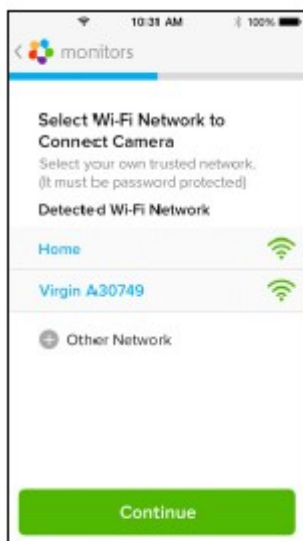 10:31 AM 100%
monitors
Select Wi-Fi Network to
Connect Camera
Select your own trusted network.
(It must be password protected)
Detected Wi-Fi Network
Home
Virgin A30749
Other Network
Continue